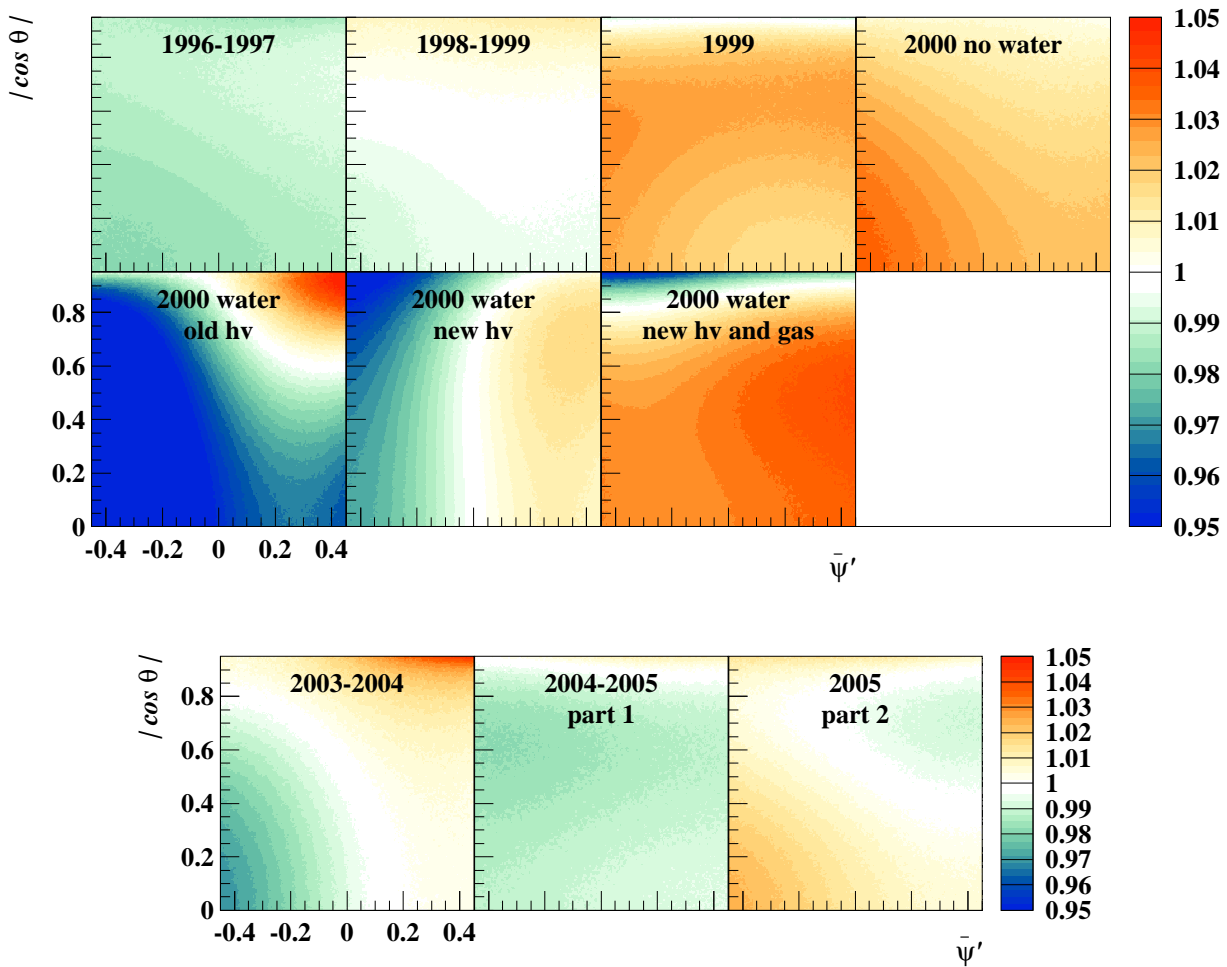 | cos θ |
1996-1997 1998-1999 1999 2000 no water
1.05
1.04
1.03
1.02
1.01
1
0.99
0.98
0.97
0.96
0.95
2000 water
old hv
2000 water
new hv
2000 water
new hv and gas
0.8
0.6
0.4
0.2
0
-0.4 -0.2 0 0.2 0.4
ψ̄′
| cos θ |
2003-2004
2004-2005
part 1
2005
part 2
0.8
0.6
0.4
0.2
0
1.05
1.04
1.03
1.02
1.01
1
0.99
0.98
0.97
0.96
0.95
-0.4 -0.2 0 0.2 0.4
ψ̄′